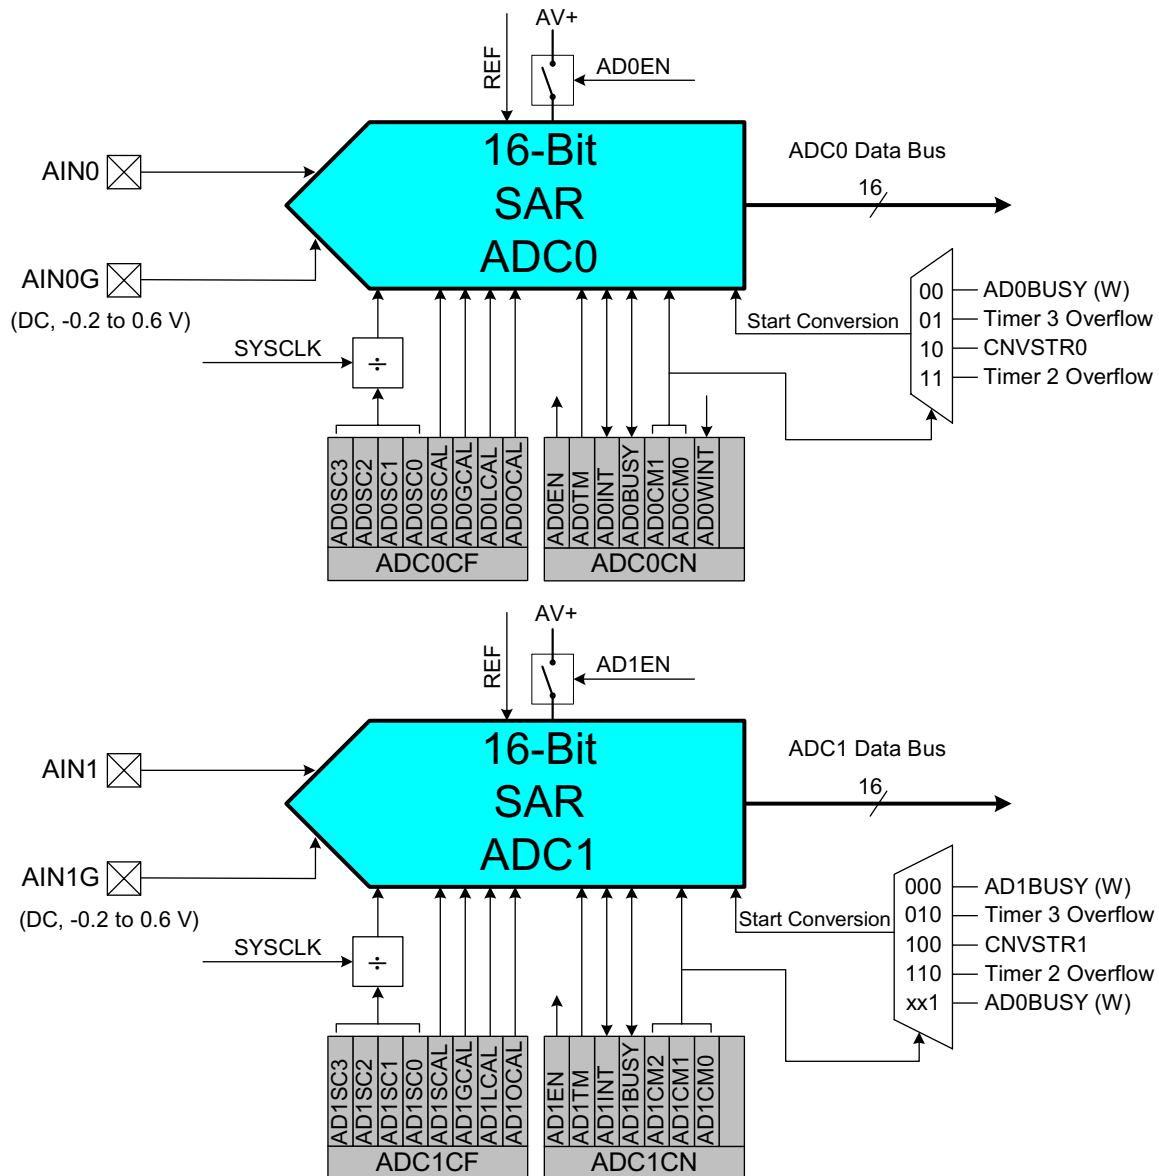 AV+
REF
AD0EN
16-Bit
SAR
ADC0
AIN0
AIN0G
(DC, -0.2 to 0.6 V)
ADC0 Data Bus
16
SYSCLK
÷
Start Conversion
00 AD0BUSY (W)
01 Timer 3 Overflow
10 CNVSTR0
11 Timer 2 Overflow
AD0SC3
AD0SC2
AD0SC1
AD0SC0
AD0SCAL
AD0GCAL
AD0LCAL
AD0OCAL
ADC0CF
AD0EN
AD0TM
AD0INT
AD0BUSY
AD0CM1
AD0CM0
AD0WINT
ADC0CN
AV+
REF
AD1EN
16-Bit
SAR
ADC1
AIN1
AIN1G
(DC, -0.2 to 0.6 V)
ADC1 Data Bus
16
SYSCLK
÷
Start Conversion
000 AD1BUSY (W)
010 Timer 3 Overflow
100 CNVSTR1
110 Timer 2 Overflow
xx1 AD0BUSY (W)
AD1SC3
AD1SC2
AD1SC1
AD1SC0
AD1SCAL
AD1GCAL
AD1LCAL
AD1OCAL
ADC1CF
AD1EN
AD1TM
AD1INT
AD1BUSY
AD1CM2
AD1CM1
AD1CM0
ADC1CN